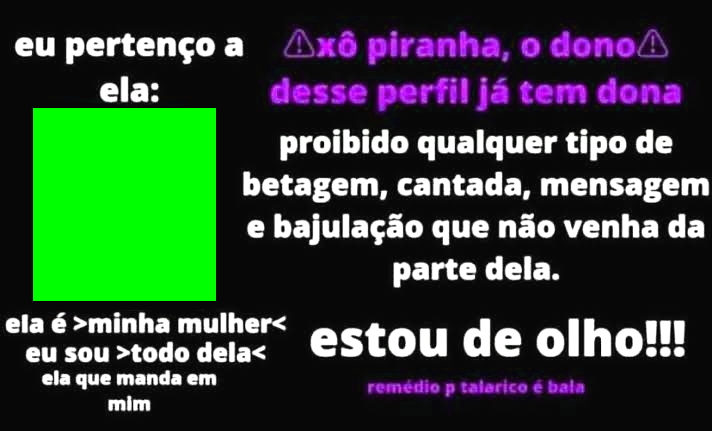 eu pertenço a
ela:
⚠xô piranha, o dono⚠
desse perfil já tem dona
proibido qualquer tipo de
betagem, cantada, mensagem
e bajulação que não venha da
parte dela.
ela é >minha mulher<
eu sou >todo dela<
ela que manda em
mim
estou de olho!!!
remédio p talarico é bala